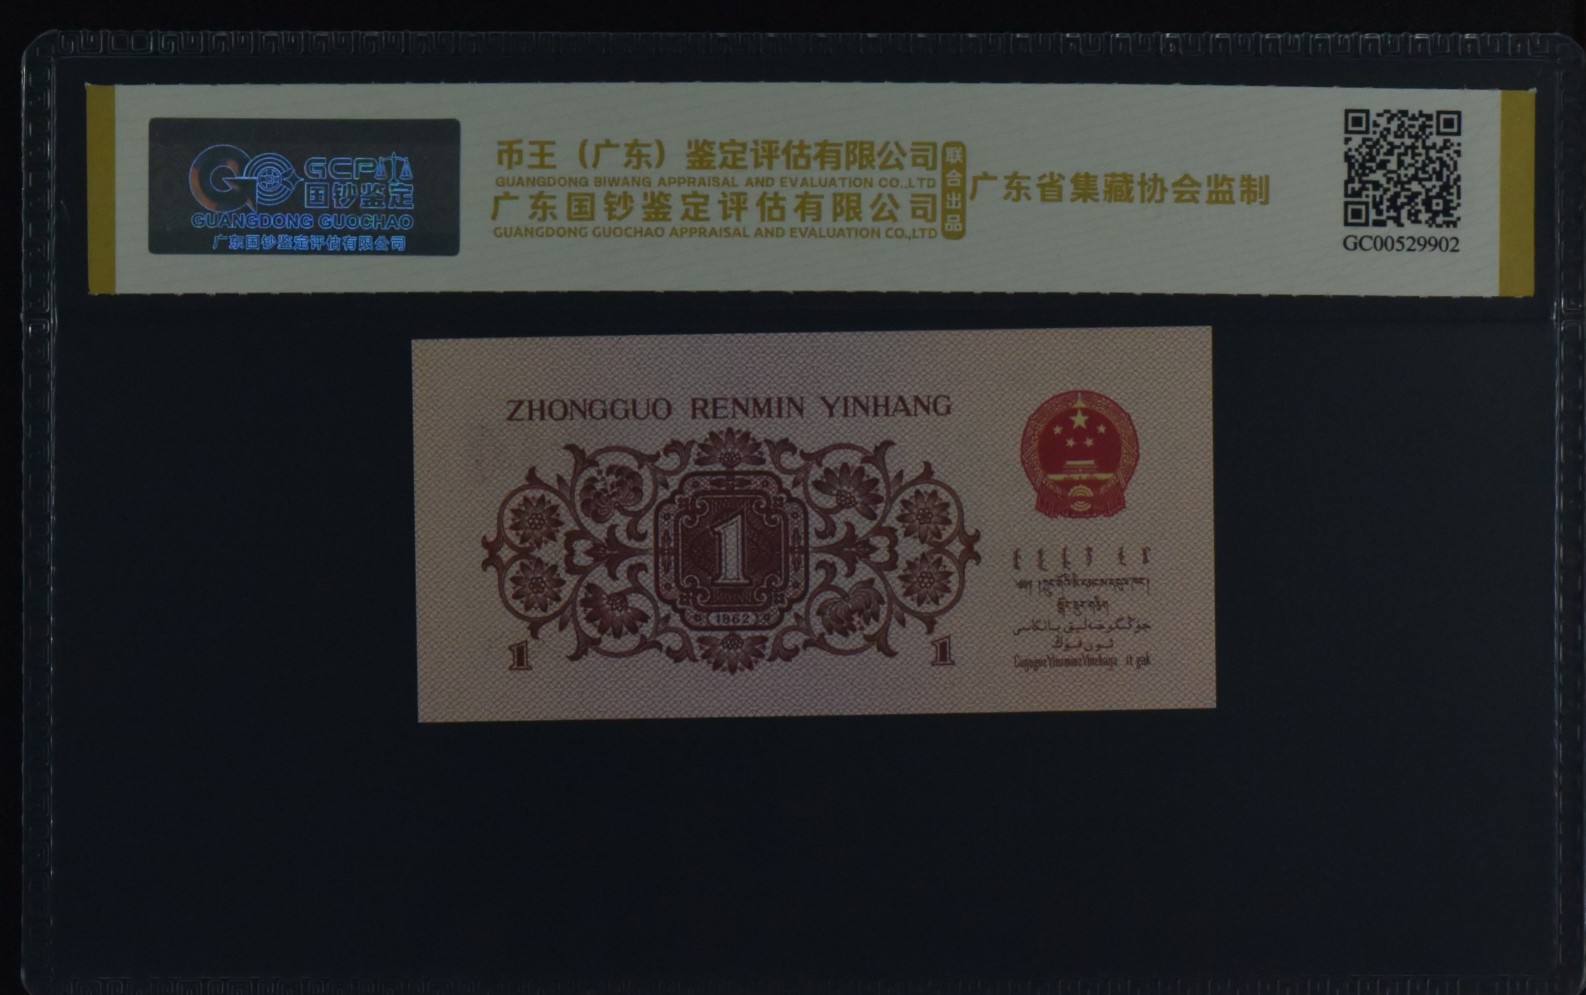 GCP
国钞鉴定
GUANGDONG GUOCHAO
广东国钞鉴定评估有限公司
币王（广东）鉴定评估有限公司
GUANGDONG BIWANG APPRAISAL AND EVALUATION CO.,LTD
广东国钞鉴定评估有限公司
GUANGDONG GUOCHAO APPRAISAL AND EVALUATION CO.,LTD
联合出品
广东省集藏协会监制
GC00529902
ZHONGGUO RENMIN YINHANG
1
1962
1
1